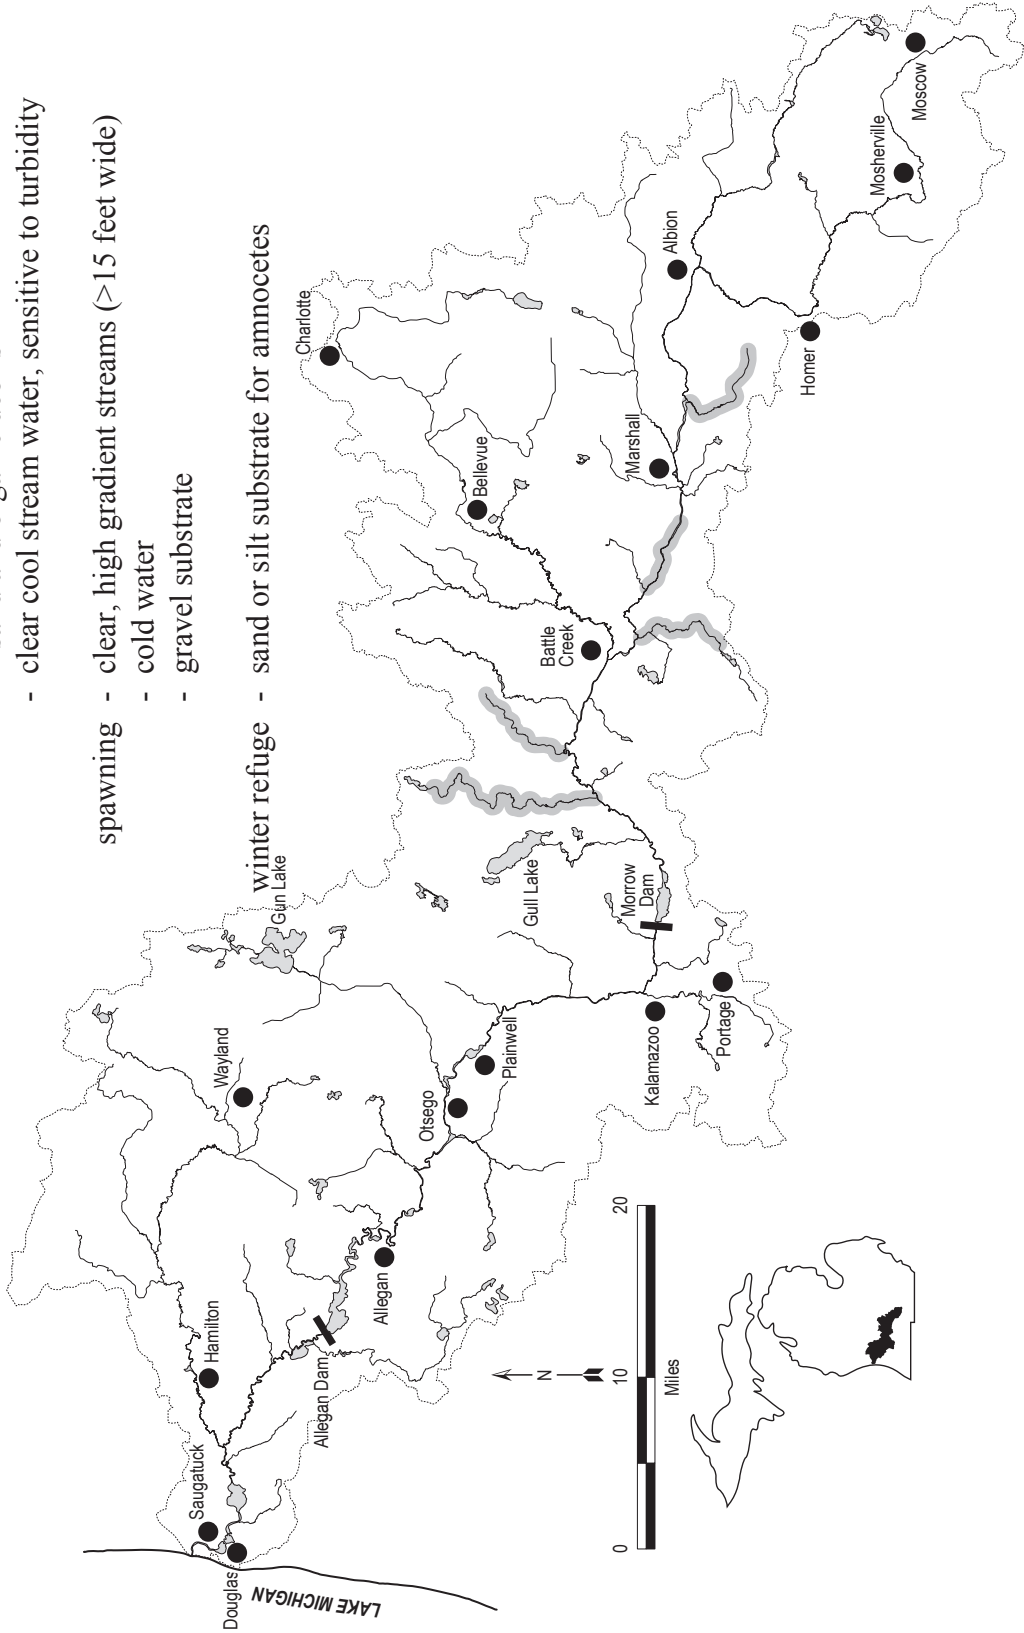 - clear cool stream water, sensitive to turbidity
spawning - clear, high gradient streams (>15 feet wide)
- cold water
- gravel substrate
winter refuge - sand or silt substrate for amnocetes
Gun Lake
Charlotte
Wayland
Bellevue
Hamilton
Saugatuck
Douglas
LAKE MICHIGAN
Allegan Dam
Allegan
Otsego
Plainwell
Gull Lake
Battle
Creek
Marshall
Albion
Mosherville
Moscow
Homer
Morrow
Dam
Kalamazoo
Portage
N
0 10 20
Miles